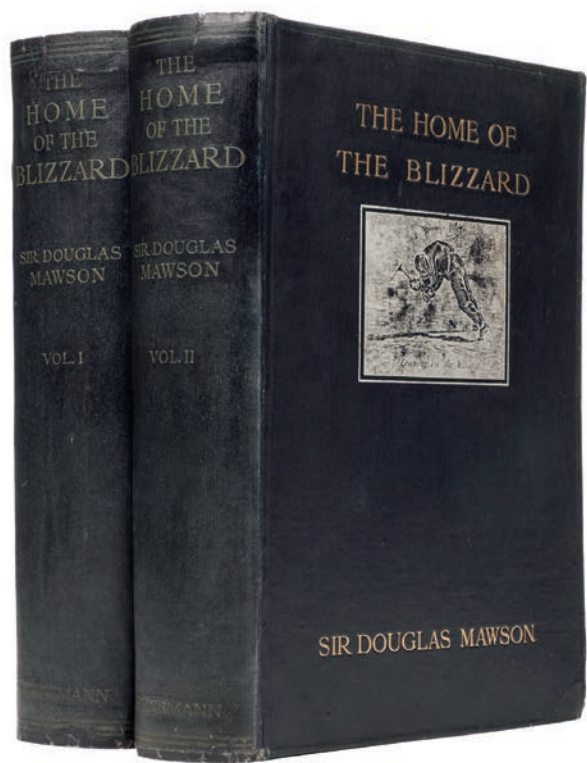 THE
HOME
OF THE
BLIZZARD
SIR DOUGLAS
MAWSON
VOL. I
THE
HOME
OF THE
BLIZZARD
SIR DOUGLAS
MAWSON
VOL. II
THE HOME OF
THE BLIZZARD
SIR DOUGLAS MAWSON